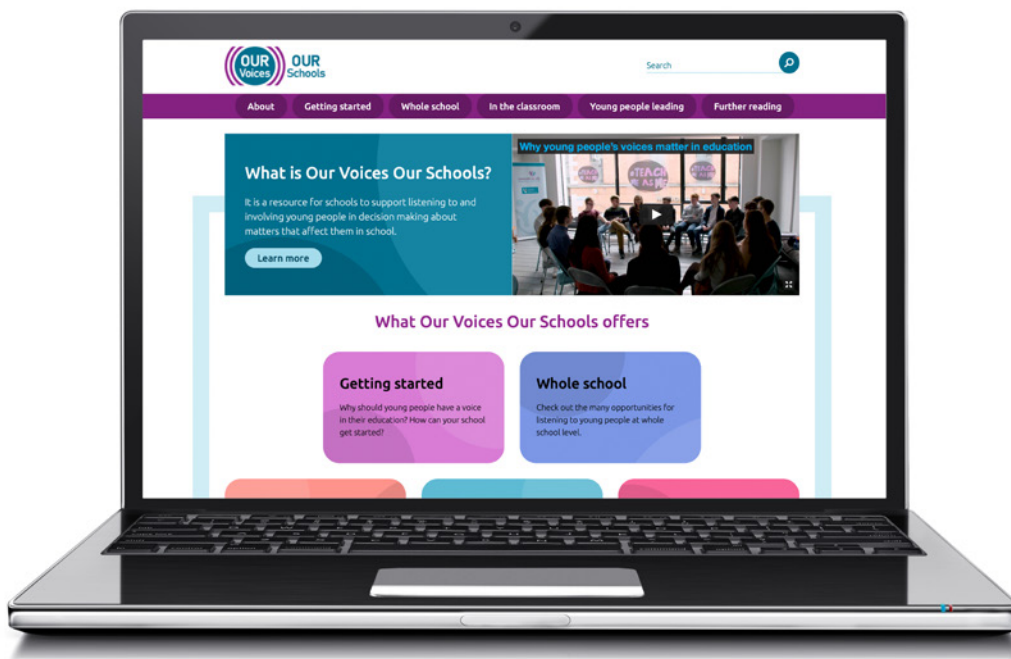 OUR Voices
OUR Schools
Search
About
Getting started
Whole school
In the classroom
Young people leading
Further reading
What is Our Voices Our Schools?
It is a resource for schools to support listening to and
involving young people in decision making about
matters that affect them in school.
Learn more
Why young people's voices matter in education
What Our Voices Our Schools offers
Getting started
Why should young people have a voice
in their education? How can your school
get started?
Whole school
Check out the many opportunities for
listening to young people at whole
school level.